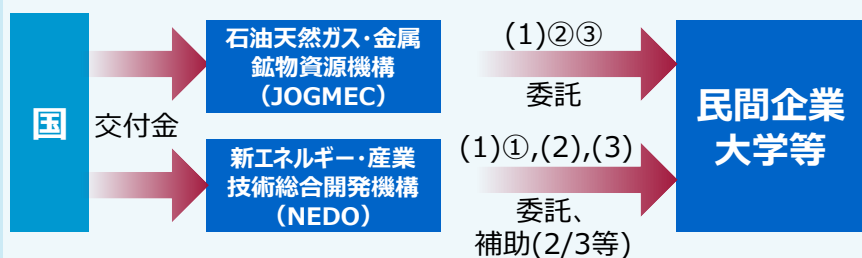 国
交付金
石油天然ガス・金属
鉱物資源機構
（JOGMEC）
(1)②③
委託
新エネルギー・産業
技術総合開発機構
（NEDO）
(1)①,(2),(3)
委託、
補助(2/3等)
民間企業
大学等